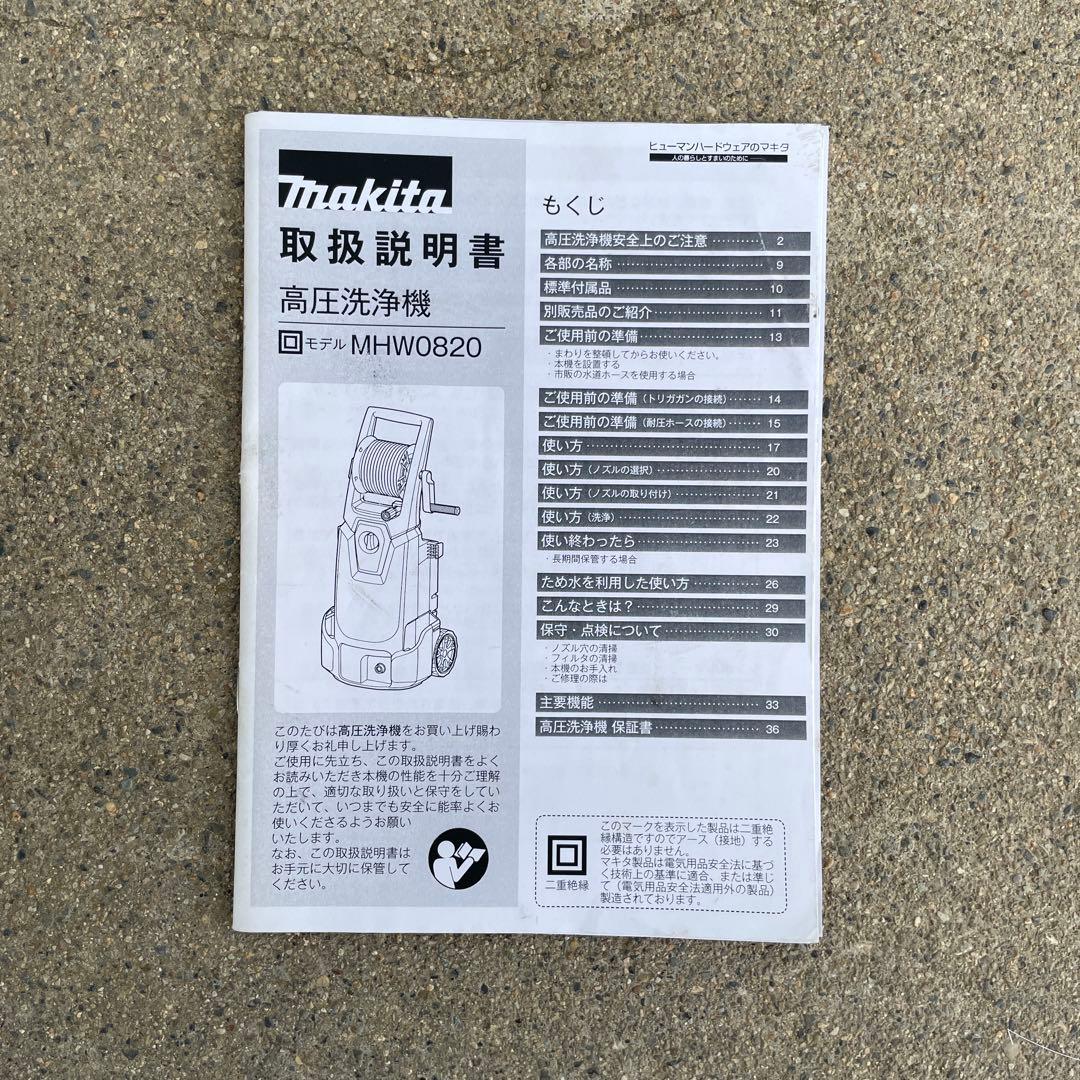 makita
取扱説明書
高圧洗浄機
モデル MHW0820
このたびは高圧洗浄機をお買い上げ賜わ
り厚くお礼申し上げます。
ご使用に先立ち、この取扱説明書をよく
お読みいただき本機の性能を十分ご理解
の上で、適切な取り扱いと保守をしてい
ただいて、いつまでも安全に能率よくお
使いくださるようお願い
いたします。
なお、この取扱説明書は
お手元に大切に保管して
ください。
ヒューマンハードウェアのマキタ
人の暮らしとすまいのために
もくじ
高圧洗浄機安全上のご注意 ・・・・・・・・・・ 2
各部の名称 ・・・・・・・・・・ 9
標準付属品 ・・・・・・・・・・ 10
別販売品のご紹介 ・・・・・・・・・・ 11
ご使用前の準備 ・・・・・・・・・・ 13
・まわりを整頓してからお使いください。
・本機を設置する
・市販の水道ホースを使用する場合
ご使用前の準備（トリガガンの接続）・・・・・・・ 14
ご使用前の準備（耐圧ホースの接続）・・・・・・・ 15
使い方 ・・・・・・・・・・ 17
使い方（ノズルの選択）・・・・・・・・・・ 20
使い方（ノズルの取り付け）・・・・・・・・・・ 21
使い方（洗浄）・・・・・・・・・・ 22
使い終わったら ・・・・・・・・・・ 23
・長期間保管する場合
ため水を利用した使い方 ・・・・・・・・・・ 26
こんなときは？ ・・・・・・・・・・ 29
保守・点検について ・・・・・・・・・・ 30
・ノズル穴の清掃
・フィルタの清掃
・本機のお手入れ
・ご修理の際は
主要機能 ・・・・・・・・・・ 33
高圧洗浄機 保証書 ・・・・・・・・・・ 36
二重絶縁
このマークを表示した製品は二重絶
縁構造ですのでアース（接地）する
必要はありません。
マキタ製品は電気用品安全法に基づ
く技術上の基準に適合、または準じ
て（電気用品安全法適用外の製品）
製造されております。